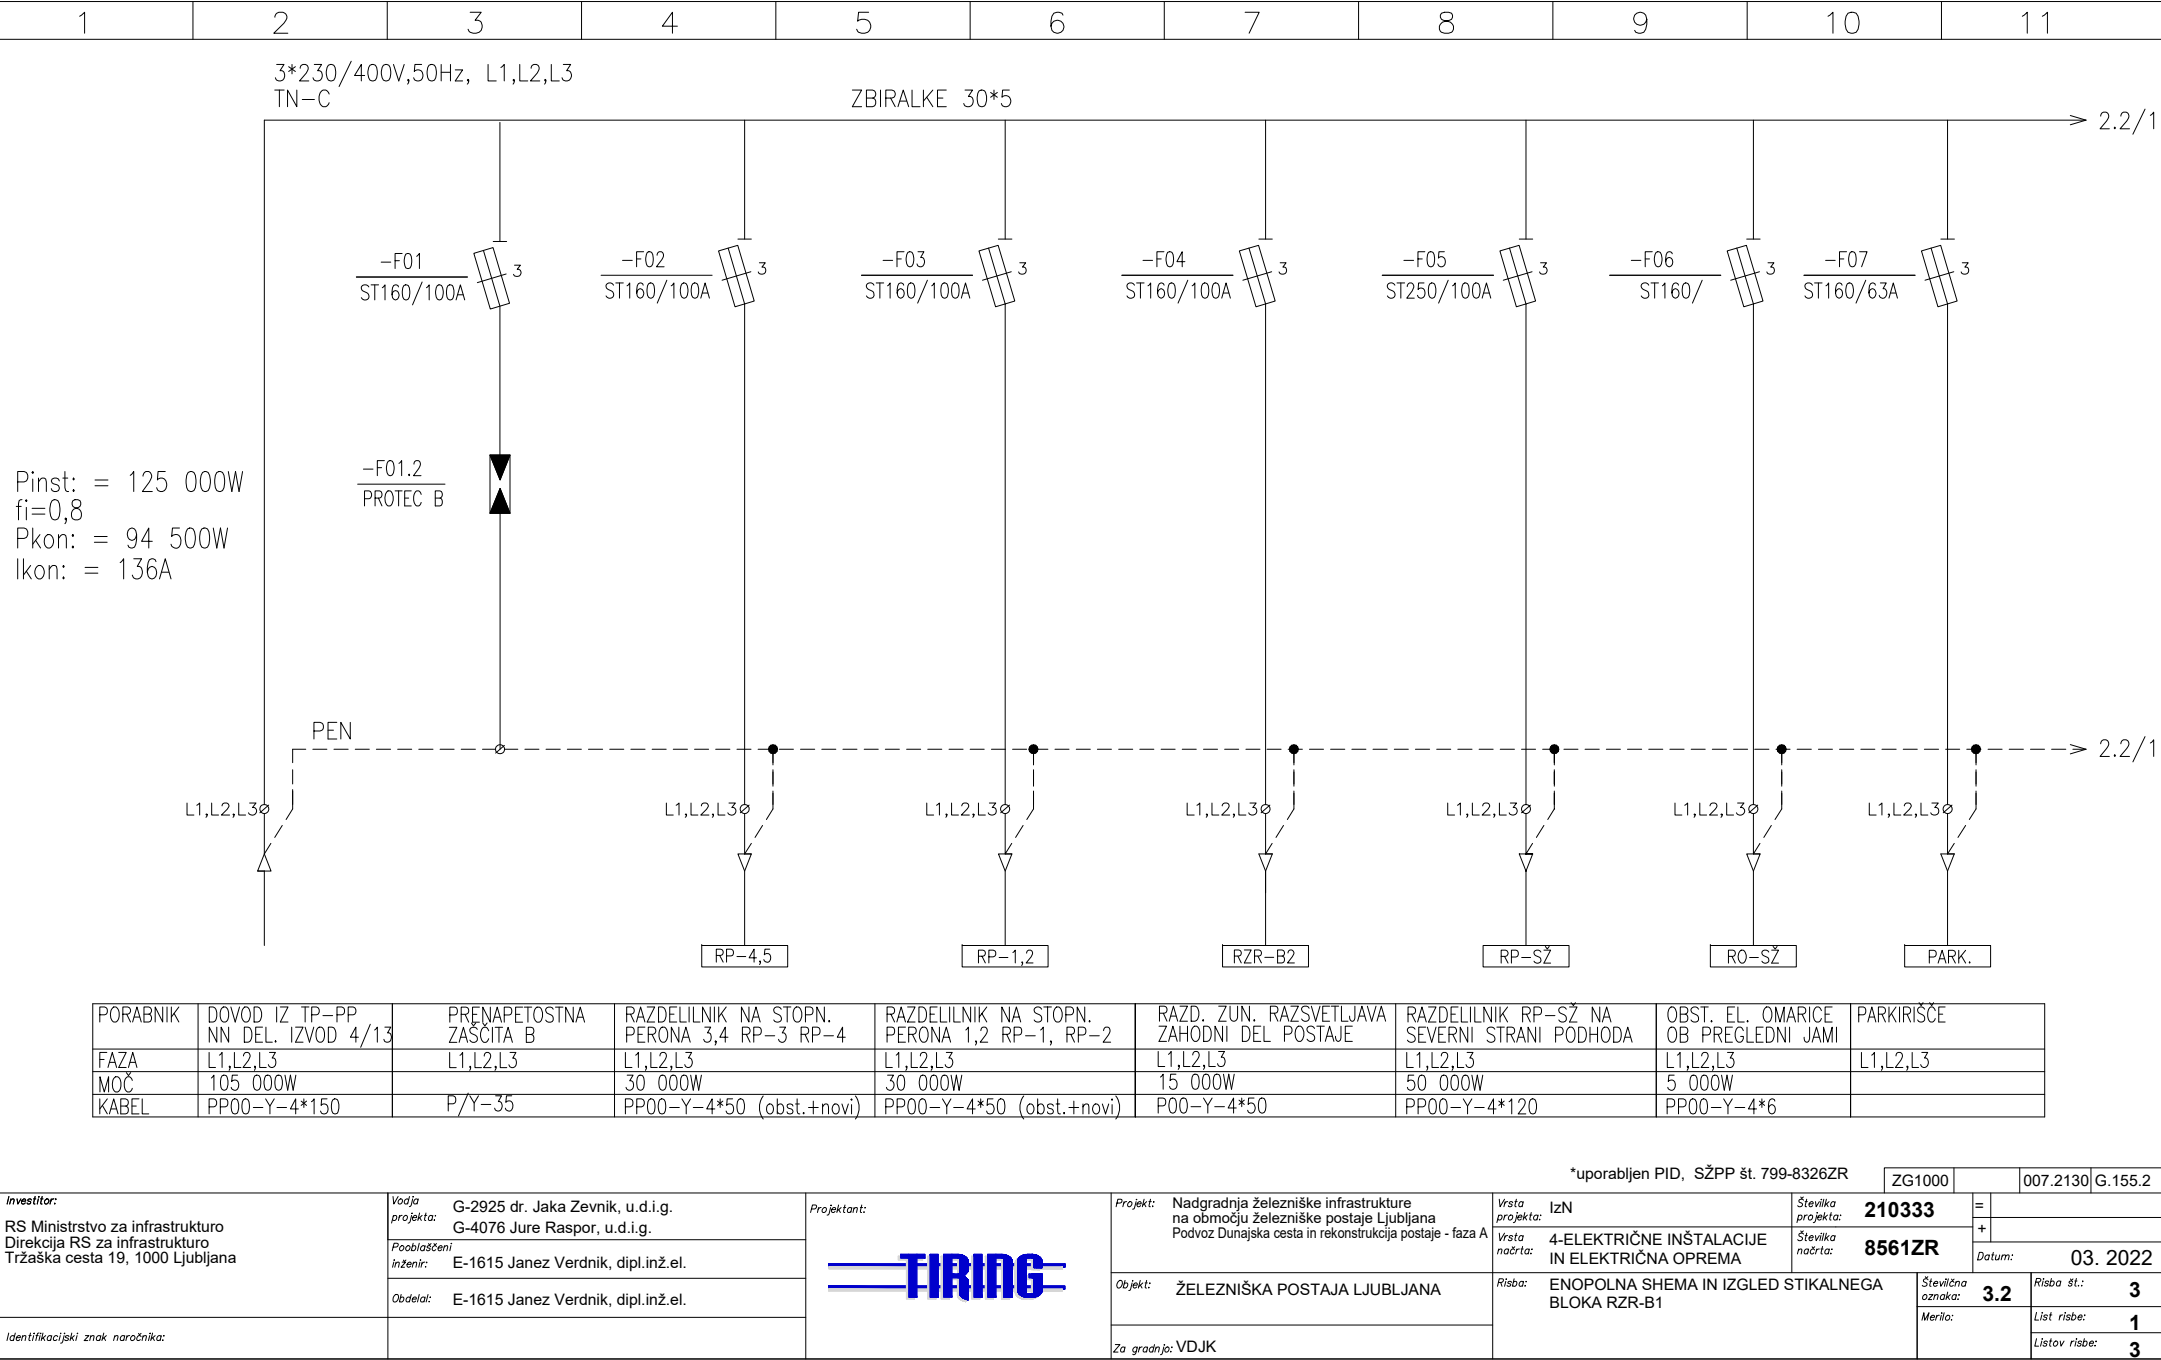 1 2 3 4 5 6 7 8 9 10 11
3*230/400V,50Hz, L1,L2,L3
TN-C
ZBIRALKE 30*5
2.2/1
-F01
ST160/100A
3
-F02
ST160/100A
3
-F03
ST160/100A
3
-F04
ST160/100A
3
-F05
ST250/100A
3
-F06
ST160/
3
-F07
ST160/63A
3
-F01.2
PROTEC B
Pinst: = 125 000W
fi=0,8
Pkon: = 94 500W
Ikon: = 136A
PEN
2.2/1
L1,L2,L3 L1,L2,L3 L1,L2,L3 L1,L2,L3 L1,L2,L3 L1,L2,L3 L1,L2,L3
RP-4,5 RP-1,2 RZR-B2 RP-SŽ RO-SŽ PARK.
PORABNIK
DOVOD IZ TP-PP
NN DEL. IZVOD 4/13
PRENAPETOSTNA
ZAŠČITA B
RAZDELILNIK NA STOPN.
PERONA 3,4 RP-3 RP-4
RAZDELILNIK NA STOPN.
PERONA 1,2 RP-1, RP-2
RAZD. ZUN. RAZSVETLJAVA
ZAHODNI DEL POSTAJE
RAZDELILNIK RP-SŽ NA
SEVERNI STRANI PODHODA
OBST. EL. OMARICE
OB PREGLEDNI JAMI
PARKIRIŠČE
FAZA L1,L2,L3 L1,L2,L3 L1,L2,L3 L1,L2,L3 L1,L2,L3 L1,L2,L3 L1,L2,L3 L1,L2,L3
MOČ 105 000W 30 000W 30 000W 15 000W 50 000W 5 000W
KABEL PP00-Y-4*150 P/Y-35 PP00-Y-4*50 (obst.+novi) PP00-Y-4*50 (obst.+novi) P00-Y-4*50 PP00-Y-4*120 PP00-Y-4*6
*uporabljen PID, SŽPP št. 799-8326ZR
ZG1000 007.2130 G.155.2
Investitor:
RS Ministrstvo za infrastrukturo
Direkcija RS za infrastrukturo
Tržaška cesta 19, 1000 Ljubljana
Identifikacijski znak naročnika:
Vodja
projekta:
G-2925 dr. Jaka Zevnik, u.d.i.g.
G-4076 Jure Raspor, u.d.i.g.
Pooblaščeni
inženir:
E-1615 Janez Verdnik, dipl.inž.el.
Obdelal: E-1615 Janez Verdnik, dipl.inž.el.
Projektant:
TIRING
Projekt: Nadgradnja železniške infrastrukture
na območju železniške postaje Ljubljana
Podvoz Dunajska cesta in rekonstrukcija postaje - faza A
Objekt: ŽELEZNIŠKA POSTAJA LJUBLJANA
Za gradnjo: VDJK
Vrsta
projekta:
IzN
Številka
projekta:
210333
=
+
Vrsta
načrta:
4-ELEKTRIČNE INŠTALACIJE
IN ELEKTRIČNA OPREMA
Številka
načrta:
8561ZR
Datum: 03. 2022
Risba: ENOPOLNA SHEMA IN IZGLED STIKALNEGA
BLOKA RZR-B1
Številčna
oznaka:
3.2
Risba št.: 3
Merilo:
List risbe: 1
Listov risbe: 3